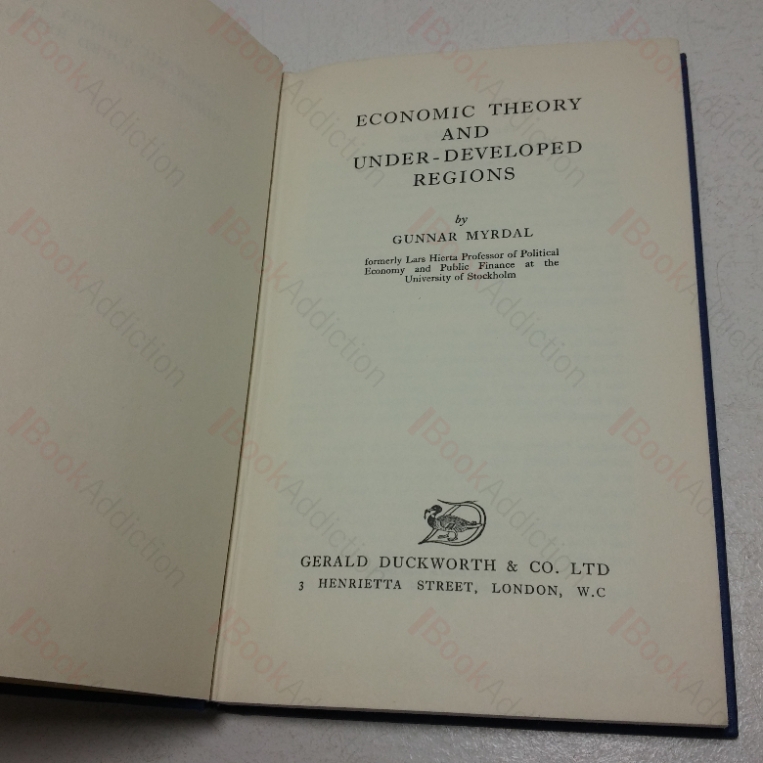 ECONOMIC THEORY
AND
UNDER-DEVELOPED
REGIONS
by
GUNNAR MYRDAL
formerly Lars Hierta Professor of Political
Economy and Public Finance at the
University of Stockholm
GERALD DUCKWORTH & CO. LTD
3 HENRIETTA STREET, LONDON, W.C
BookAddiction